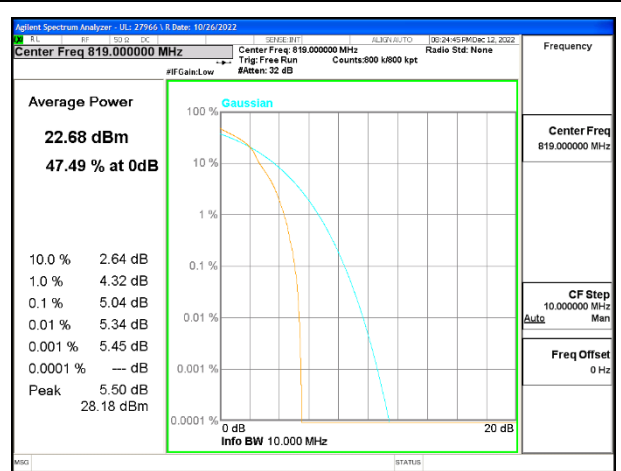 Agilent Spectrum Analyzer - UL: 27966 \ R Date: 10/26/2022
RL RF 50 Ω DC SENSE:INT ALIGN AUTO 08:24:45 PM Dec 12, 2022
Center Freq 819.000000 MHz
Center Freq: 819.000000 MHz Radio Std: None
Trig: Free Run Counts:800 k/800 kpt
#IFGain:Low #Atten: 32 dB
Frequency
Average Power
22.68 dBm
47.49 % at 0dB
10.0 % 2.64 dB
1.0 % 4.32 dB
0.1 % 5.04 dB
0.01 % 5.34 dB
0.001 % 5.45 dB
0.0001 % --- dB
Peak 5.50 dB
28.18 dBm
Gaussian
100 %
10 %
1 %
0.1 %
0.01 %
0.001 %
0.0001 %
0 dB 20 dB
Info BW 10.000 MHz
Center Freq
819.000000 MHz
CF Step
10.000000 MHz
Auto Man
Freq Offset
0 Hz
MSG STATUS